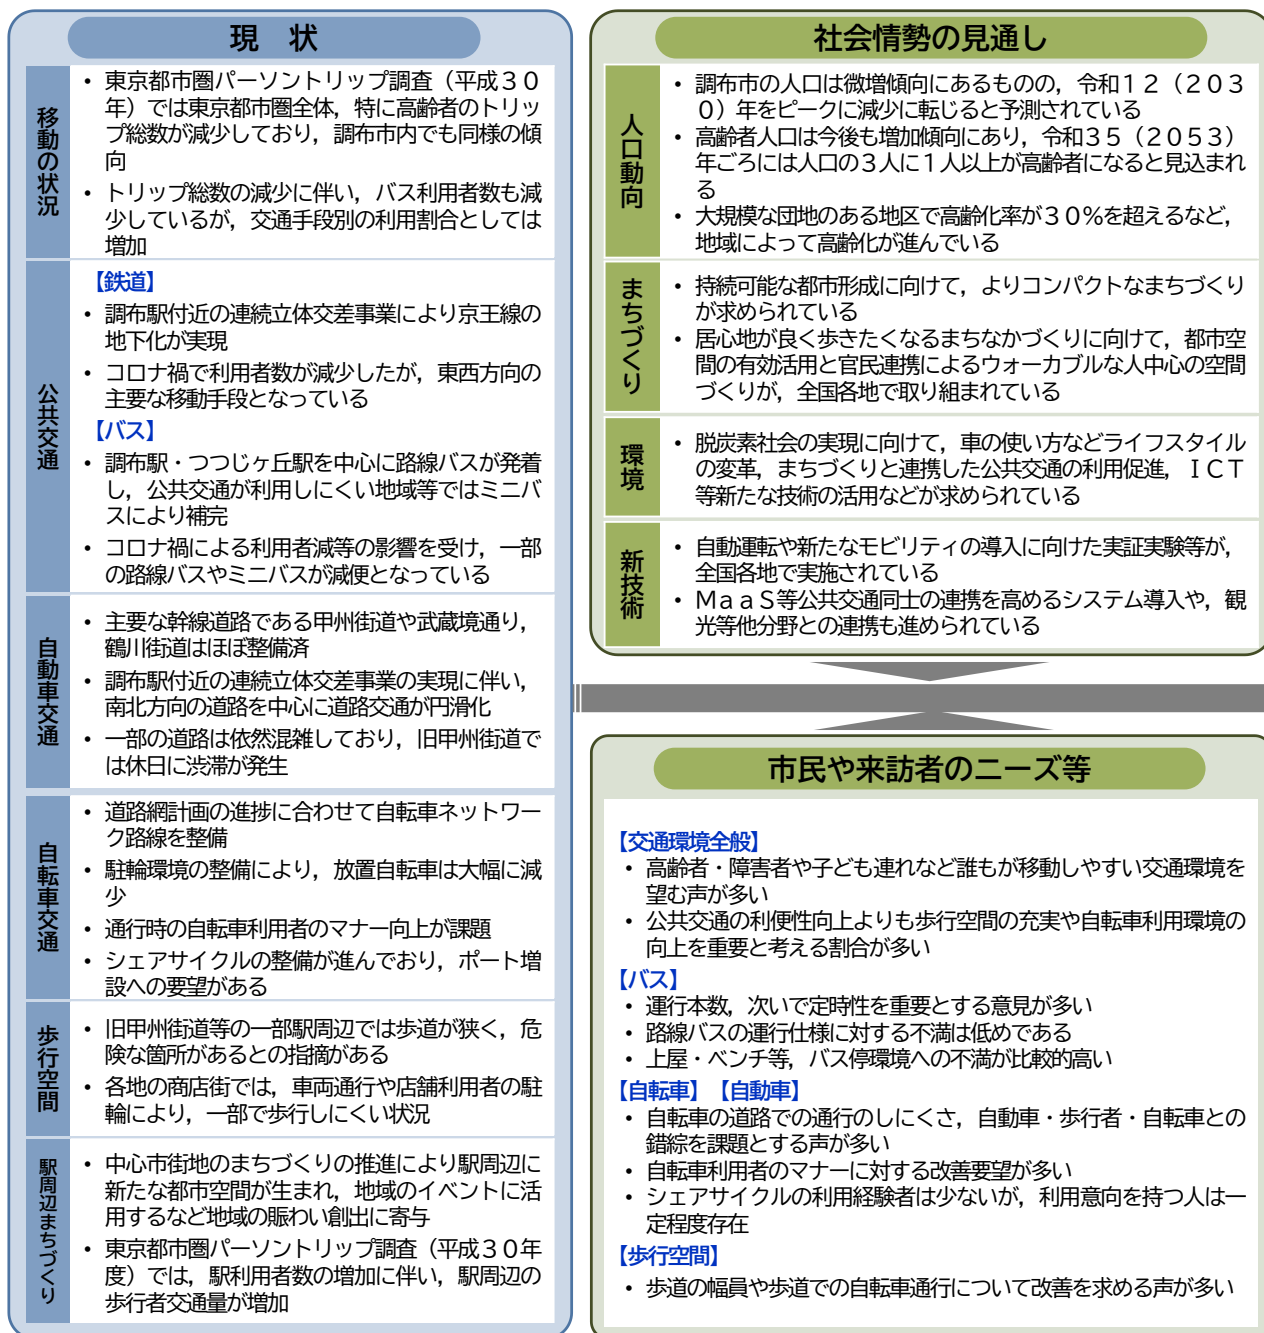 現　状
移動の状況
• 東京都市圏パーソントリップ調査（平成３０
年）では東京都市圏全体，特に高齢者のトリッ
プ総数が減少しており，調布市内でも同様の傾
向
• トリップ総数の減少に伴い，バス利用者数も減
少しているが，交通手段別の利用割合としては
増加
公共交通
【鉄道】
• 調布駅付近の連続立体交差事業により京王線の
地下化が実現
• コロナ禍で利用者数が減少したが，東西方向の
主要な移動手段となっている
【バス】
• 調布駅・つつじヶ丘駅を中心に路線バスが発着
し，公共交通が利用しにくい地域等ではミニバ
スにより補完
• コロナ禍による利用者減等の影響を受け，一部
の路線バスやミニバスが減便となっている
自動車交通
• 主要な幹線道路である甲州街道や武蔵境通り，
鶴川街道はほぼ整備済
• 調布駅付近の連続立体交差事業の実現に伴い，
南北方向の道路を中心に道路交通が円滑化
• 一部の道路は依然混雑しており，旧甲州街道で
は休日に渋滞が発生
自転車交通
• 道路網計画の進捗に合わせて自転車ネットワー
ク路線を整備
• 駐輪環境の整備により，放置自転車は大幅に減
少
• 通行時の自転車利用者のマナー向上が課題
• シェアサイクルの整備が進んでおり，ポート増
設への要望がある
歩行空間
• 旧甲州街道等の一部駅周辺では歩道が狭く，危
険な箇所があるとの指摘がある
• 各地の商店街では，車両通行や店舗利用者の駐
輪により，一部で歩行しにくい状況
駅周辺まちづくり
• 中心市街地のまちづくりの推進により駅周辺に
新たな都市空間が生まれ，地域のイベントに活
用するなど地域の賑わい創出に寄与
• 東京都市圏パーソントリップ調査（平成３０年
度）では，駅利用者数の増加に伴い，駅周辺の
歩行者交通量が増加
社会情勢の見通し
人口動向
• 調布市の人口は微増傾向にあるものの，令和１２（２０３
０）年をピークに減少に転じると予測されている
• 高齢者人口は今後も増加傾向にあり，令和３５（２０５３）
年ごろには人口の３人に１人以上が高齢者になると見込まれ
る
• 大規模な団地のある地区で高齢化率が３０％を超えるなど，
地域によって高齢化が進んでいる
まちづくり
• 持続可能な都市形成に向けて，よりコンパクトなまちづくり
が求められている
• 居心地が良く歩きたくなるまちなかづくりに向けて，都市空
間の有効活用と官民連携によるウォーカブルな人中心の空間
づくりが，全国各地で取り組まれている
環境
• 脱炭素社会の実現に向けて，車の使い方などライフスタイル
の変革，まちづくりと連携した公共交通の利用促進，ＩＣＴ
等新たな技術の活用などが求められている
新技術
• 自動運転や新たなモビリティの導入に向けた実証実験等が，
全国各地で実施されている
• ＭａａＳ等公共交通同士の連携を高めるシステム導入や，観
光等他分野との連携も進められている
市民や来訪者のニーズ等
【交通環境全般】
• 高齢者・障害者や子ども連れなど誰もが移動しやすい交通環境を
望む声が多い
• 公共交通の利便性向上よりも歩行空間の充実や自転車利用環境の
向上を重要と考える割合が多い
【バス】
• 運行本数，次いで定時性を重要とする意見が多い
• 路線バスの運行仕様に対する不満は低めである
• 上屋・ベンチ等，バス停環境への不満が比較的高い
【自転車】【自動車】
• 自転車の道路での通行のしにくさ，自動車・歩行者・自転車との
錯綜を課題とする声が多い
• 自転車利用者のマナーに対する改善要望が多い
• シェアサイクルの利用経験者は少ないが，利用意向を持つ人は一
定程度存在
【歩行空間】
• 歩道の幅員や歩道での自転車通行について改善を求める声が多い